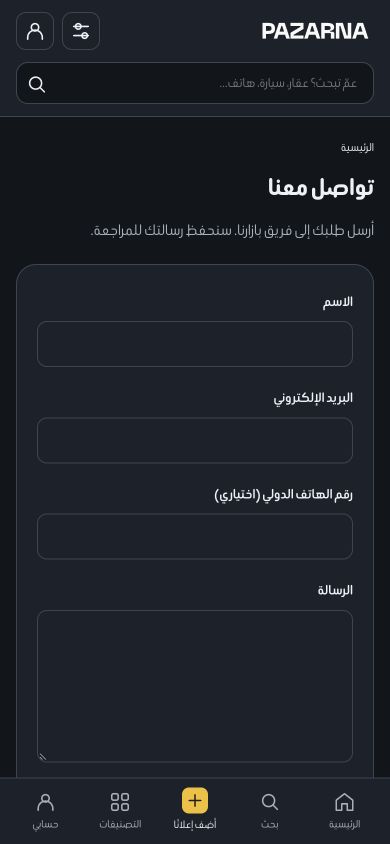 PAZARNA
عمّ تبحث؟ عقار، سيارة، هاتف...
الرئيسية
تواصل معنا
أرسل طلبك إلى فريق بازارنا. سنحفظ رسالتك للمراجعة.
الاسم
البريد الإلكتروني
رقم الهاتف الدولي (اختياري)
الرسالة
الرئيسية
بحث
أضف إعلانًا
التصنيفات
حسابي